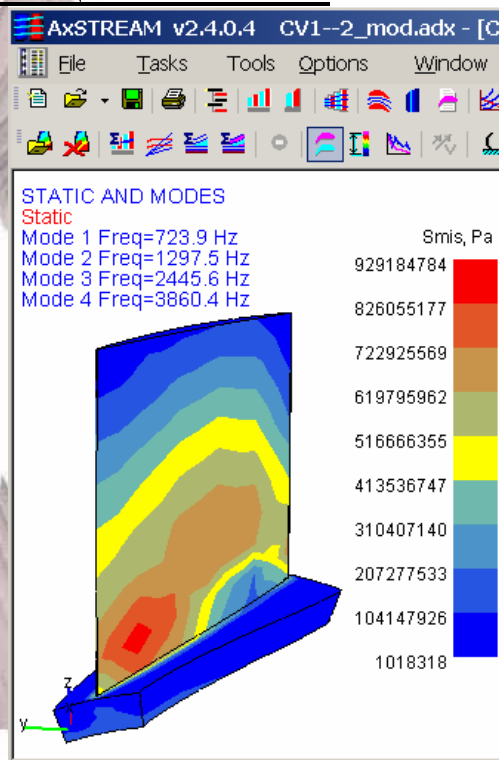 AxSTREAM v2.4.0.4 CV1--2_mod.adx - [C
File Tasks Tools Options Window
STATIC AND MODES
Static
Mode 1 Freq=723.9 Hz
Mode 2 Freq=1297.5 Hz
Mode 3 Freq=2445.6 Hz
Mode 4 Freq=3860.4 Hz
Smis, Pa
929184784
826055177
722925569
619795962
516666355
413536747
310407140
207277533
104147926
1018318
z
y